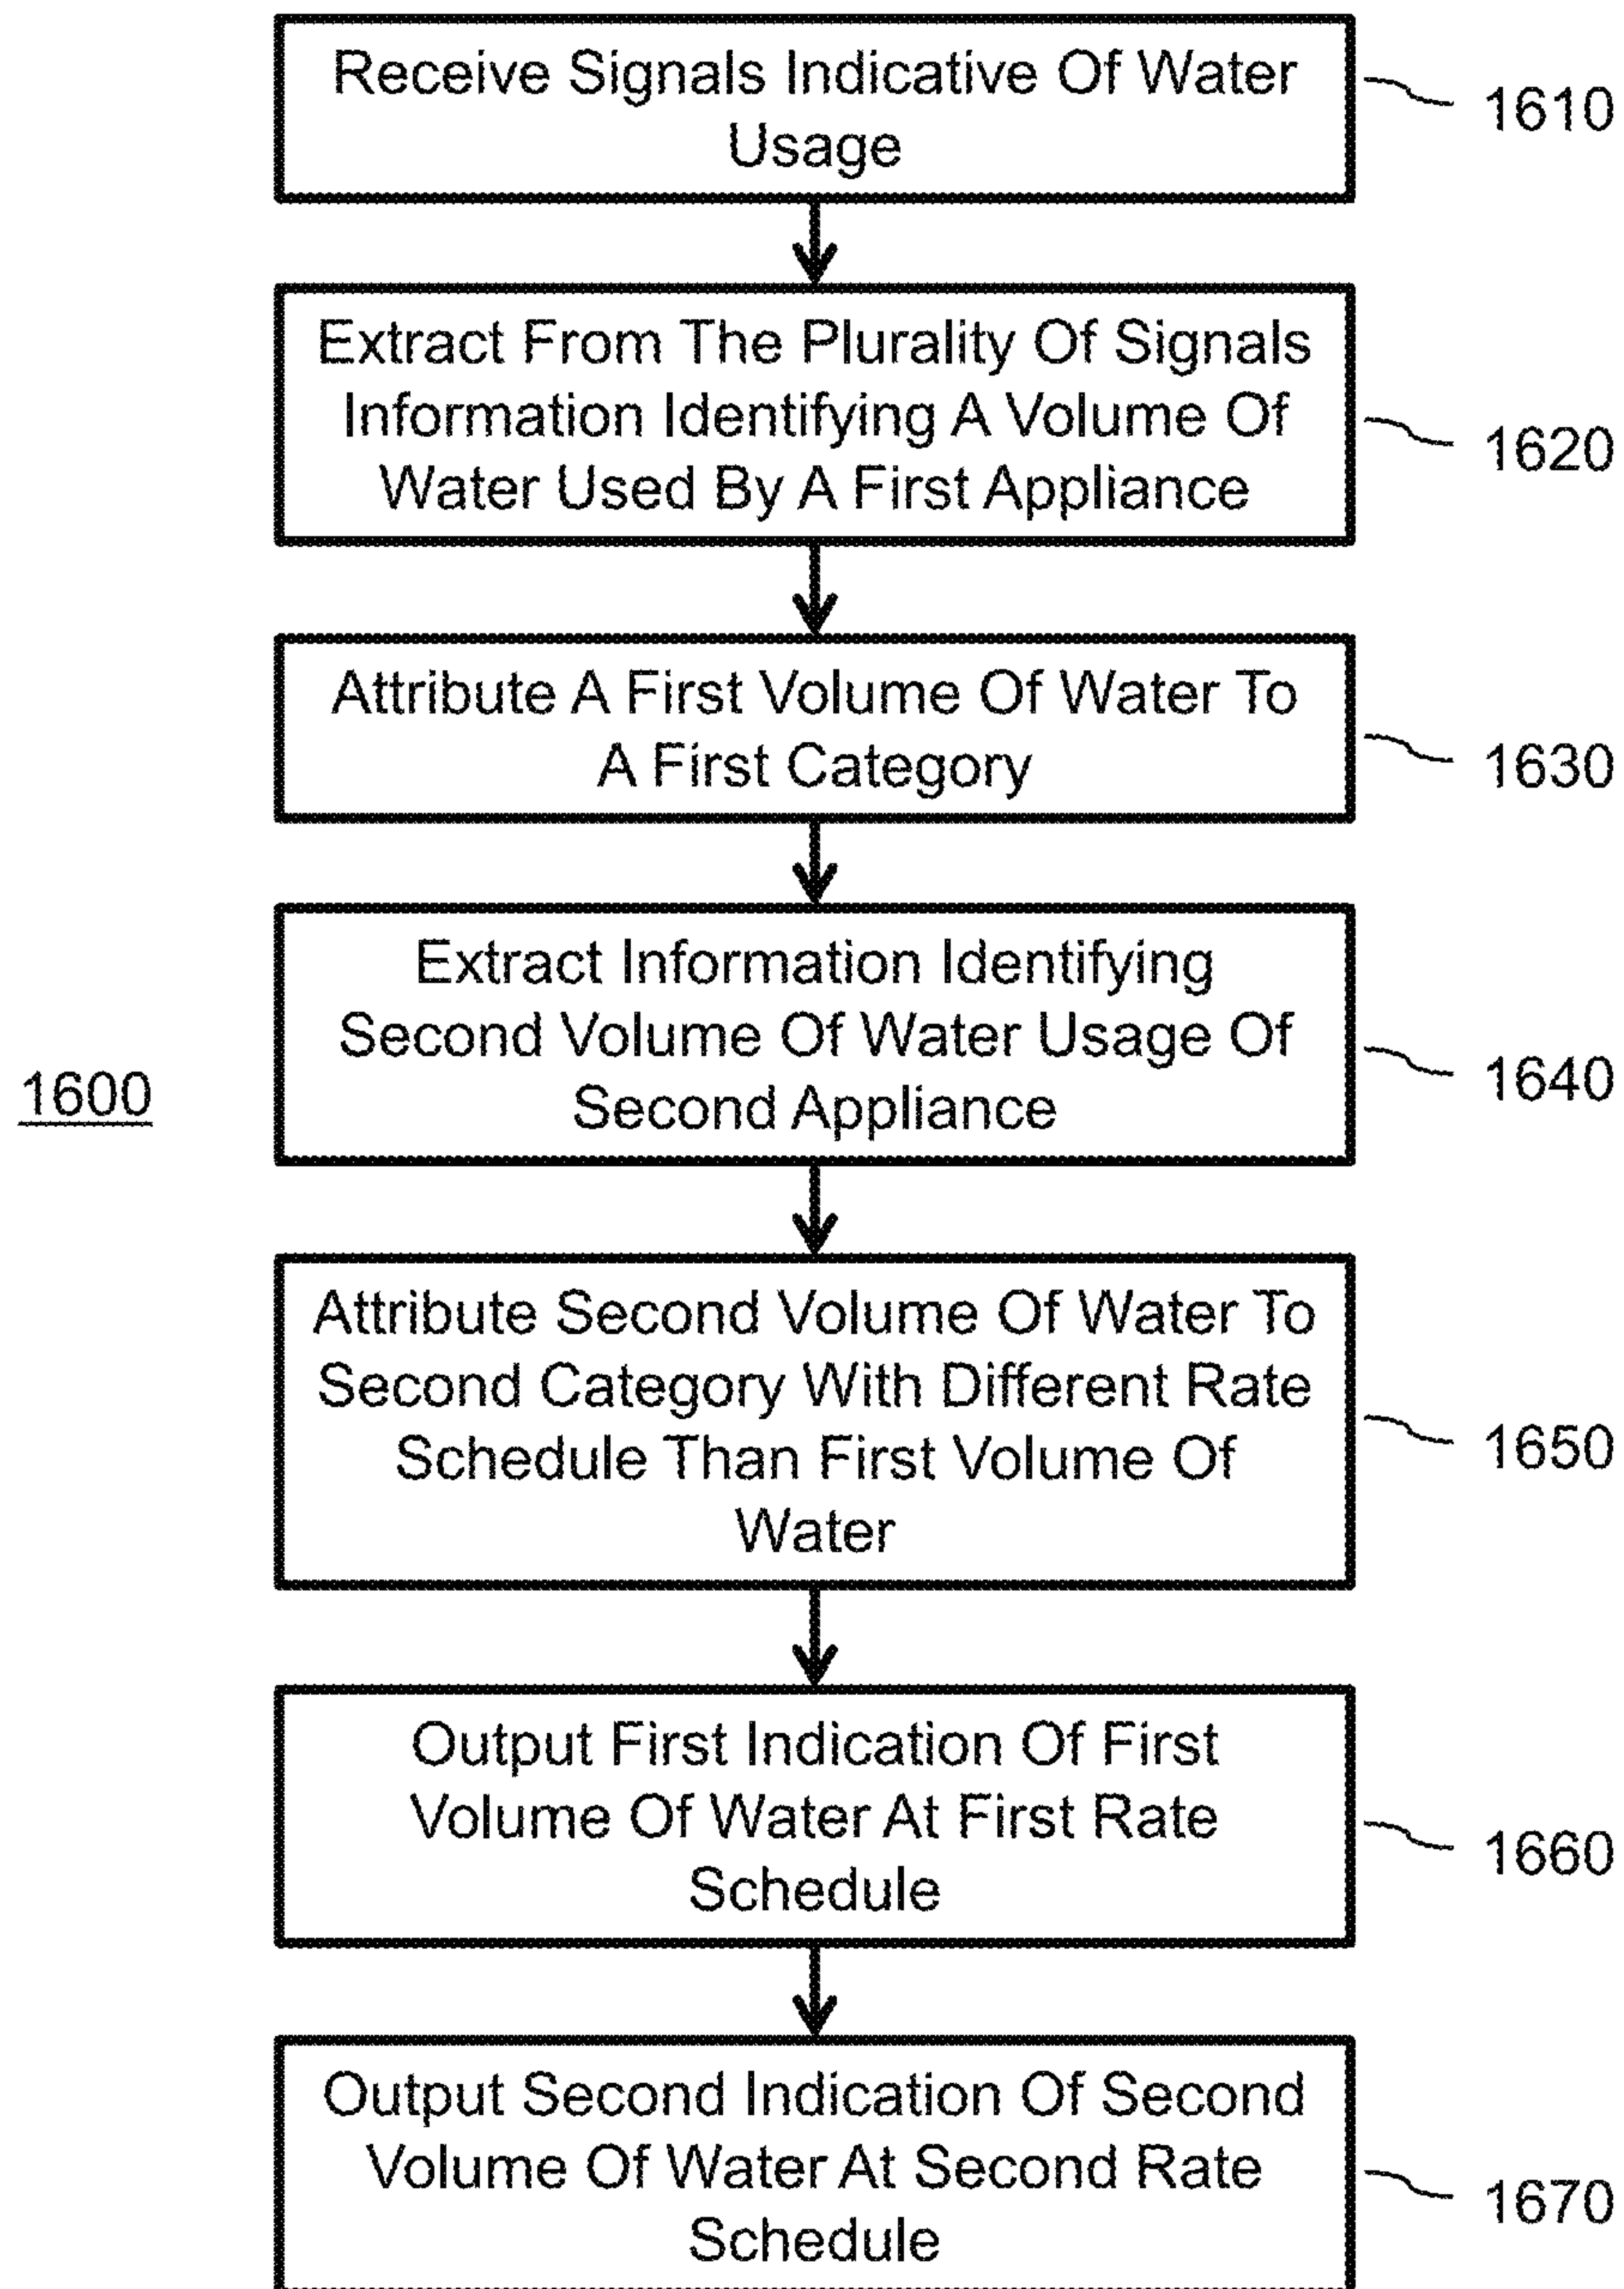 Receive Signals Indicative Of Water
Usage
1610
Extract From The Plurality Of Signals
Information Identifying A Volume Of
Water Used By A First Appliance
1620
Attribute A First Volume Of Water To
A First Category
1630
Extract Information Identifying
Second Volume Of Water Usage Of
Second Appliance
1640
1600
Attribute Second Volume Of Water To
Second Category With Different Rate
Schedule Than First Volume Of
Water
1650
Output First Indication Of First
Volume Of Water At First Rate
Schedule
1660
Output Second Indication Of Second
Volume Of Water At Second Rate
Schedule
1670